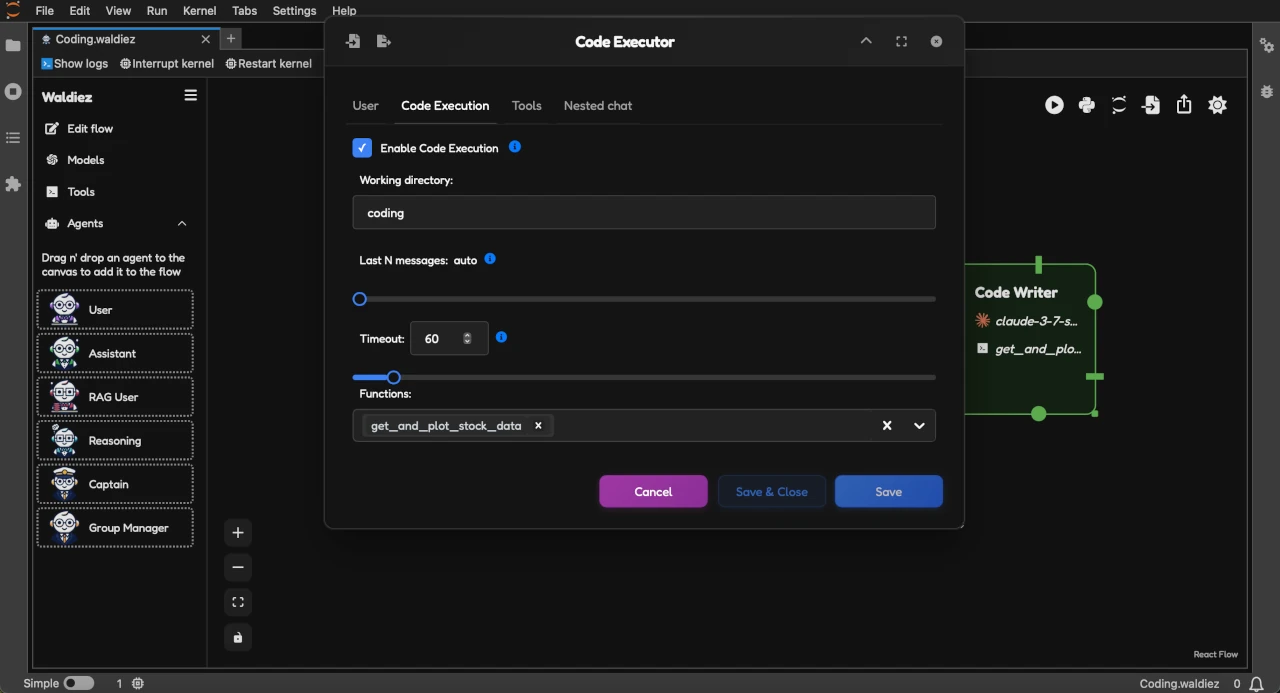 File Edit View Run Kernel Tabs Settings Help
Coding.waldiez
Show logs Interrupt kernel Restart kernel
Waldiez
Edit flow
Models
Tools
Agents
Drag n' drop an agent to the
canvas to add it to the flow
User
Assistant
RAG User
Reasoning
Captain
Group Manager
Code Executor
User Code Execution Tools Nested chat
Enable Code Execution
Working directory:
coding
Last N messages: auto
Timeout: 60
Functions:
get_and_plot_stock_data
Cancel Save & Close Save
Code Writer
claude-3-7-s...
get_and_plo...
React Flow
Simple 1 Coding.waldiez 0